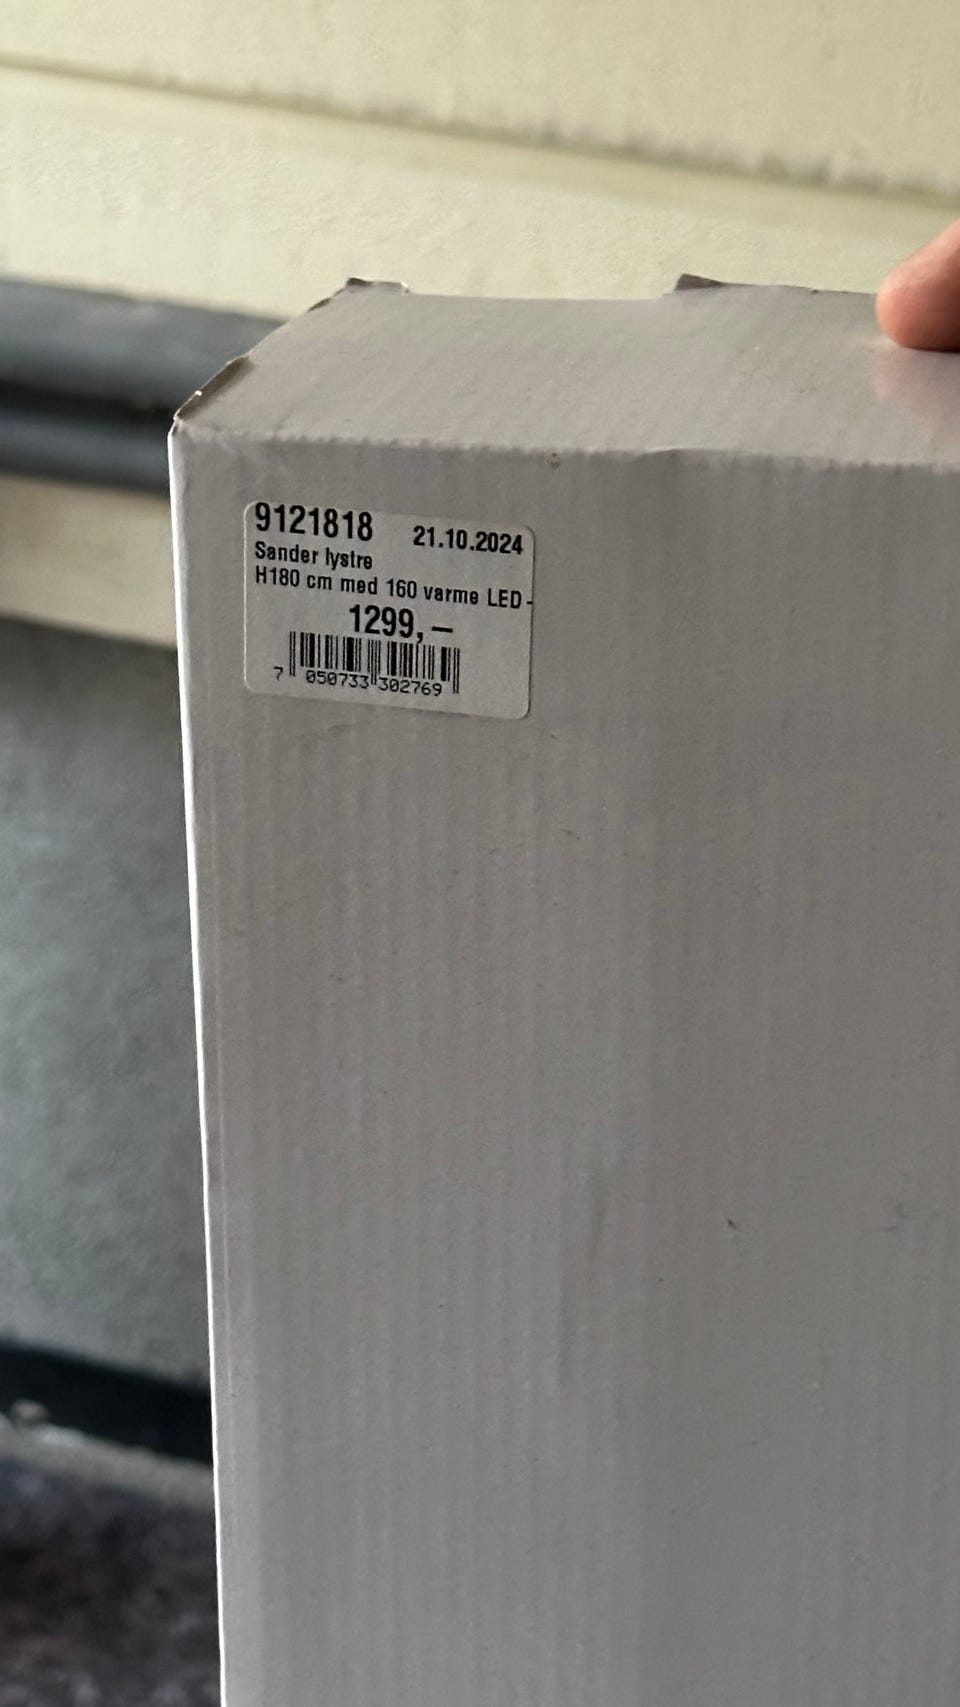 9121818 21.10.2024
Sander lystre
H180 cm med 160 varme LED-
1299,–
7 050733 302769